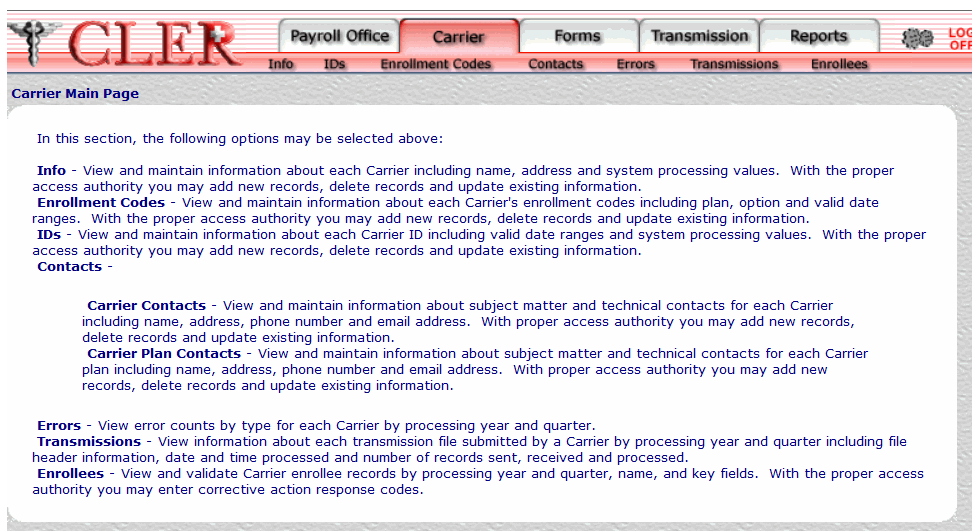 CLER
Payroll Office Carrier Forms Transmission Reports LOG
OFF
Info IDs Enrollment Codes Contacts Errors Transmissions Enrollees
Carrier Main Page
In this section, the following options may be selected above:
Info - View and maintain information about each Carrier including name, address and system processing values. With the proper
access authority you may add new records, delete records and update existing information.
Enrollment Codes - View and maintain information about each Carrier's enrollment codes including plan, option and valid date
ranges. With the proper access authority you may add new records, delete records and update existing information.
IDs - View and maintain information about each Carrier ID including valid date ranges and system processing values. With the proper
access authority you may add new records, delete records and update existing information.
Contacts -
Carrier Contacts - View and maintain information about subject matter and technical contacts for each Carrier
including name, address, phone number and email address. With proper access authority you may add new records,
delete records and update existing information.
Carrier Plan Contacts - View and maintain information about subject matter and technical contacts for each Carrier
plan including name, address, phone number and email address. With proper access authority you may add new
records, delete records and update existing information.
Errors - View error counts by type for each Carrier by processing year and quarter.
Transmissions - View information about each transmission file submitted by a Carrier by processing year and quarter including file
header information, date and time processed and number of records sent, received and processed.
Enrollees - View and validate Carrier enrollee records by processing year and quarter, name, and key fields. With the proper access
authority you may enter corrective action response codes.